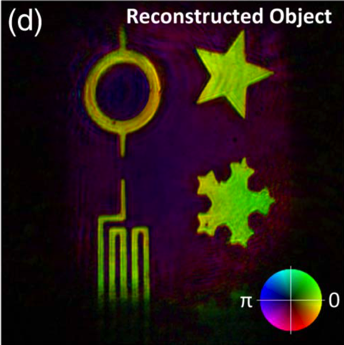 (d) Reconstructed Object
π 0